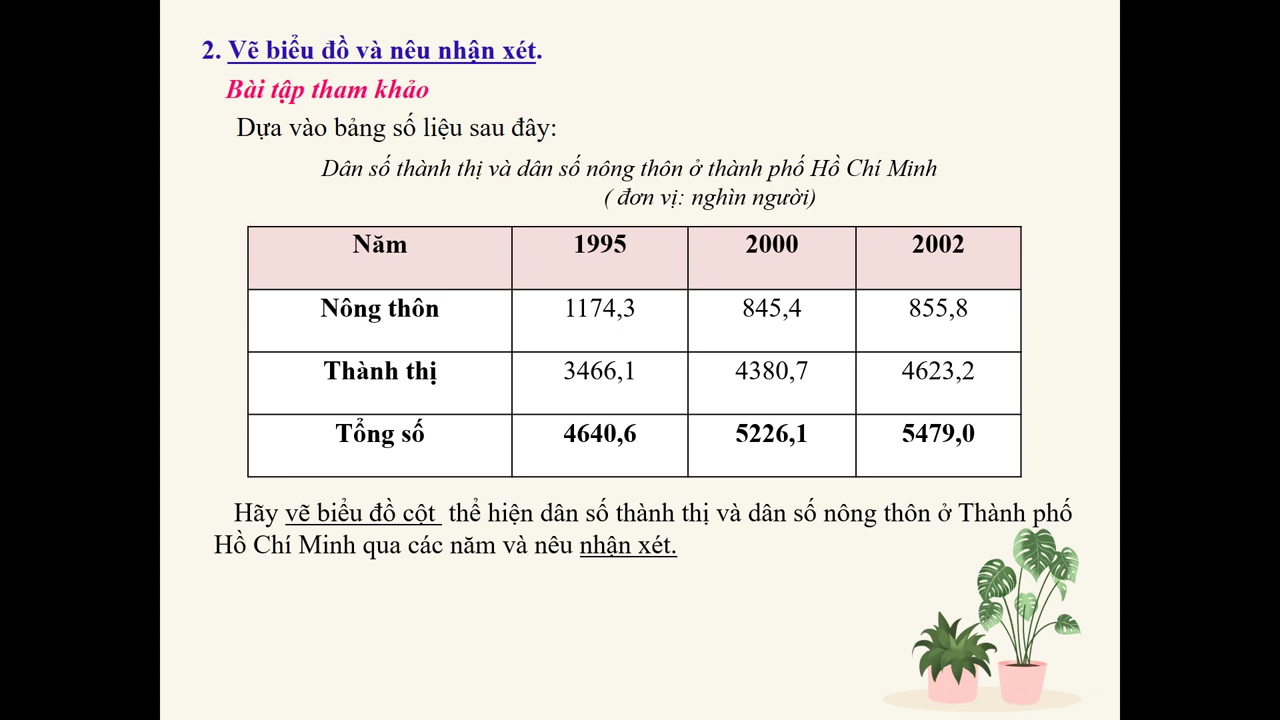 2. Vẽ biểu đồ và nêu nhận xét.
Bài tập tham khảo
Dựa vào bảng số liệu sau đây:
Dân số thành thị và dân số nông thôn ở thành phố Hồ Chí Minh
( đơn vị: nghìn người)
Năm 1995 2000 2002
Nông thôn 1174,3 845,4 855,8
Thành thị 3466,1 4380,7 4623,2
Tổng số 4640,6 5226,1 5479,0
Hãy vẽ biểu đồ cột thể hiện dân số thành thị và dân số nông thôn ở Thành phố
Hồ Chí Minh qua các năm và nêu nhận xét.